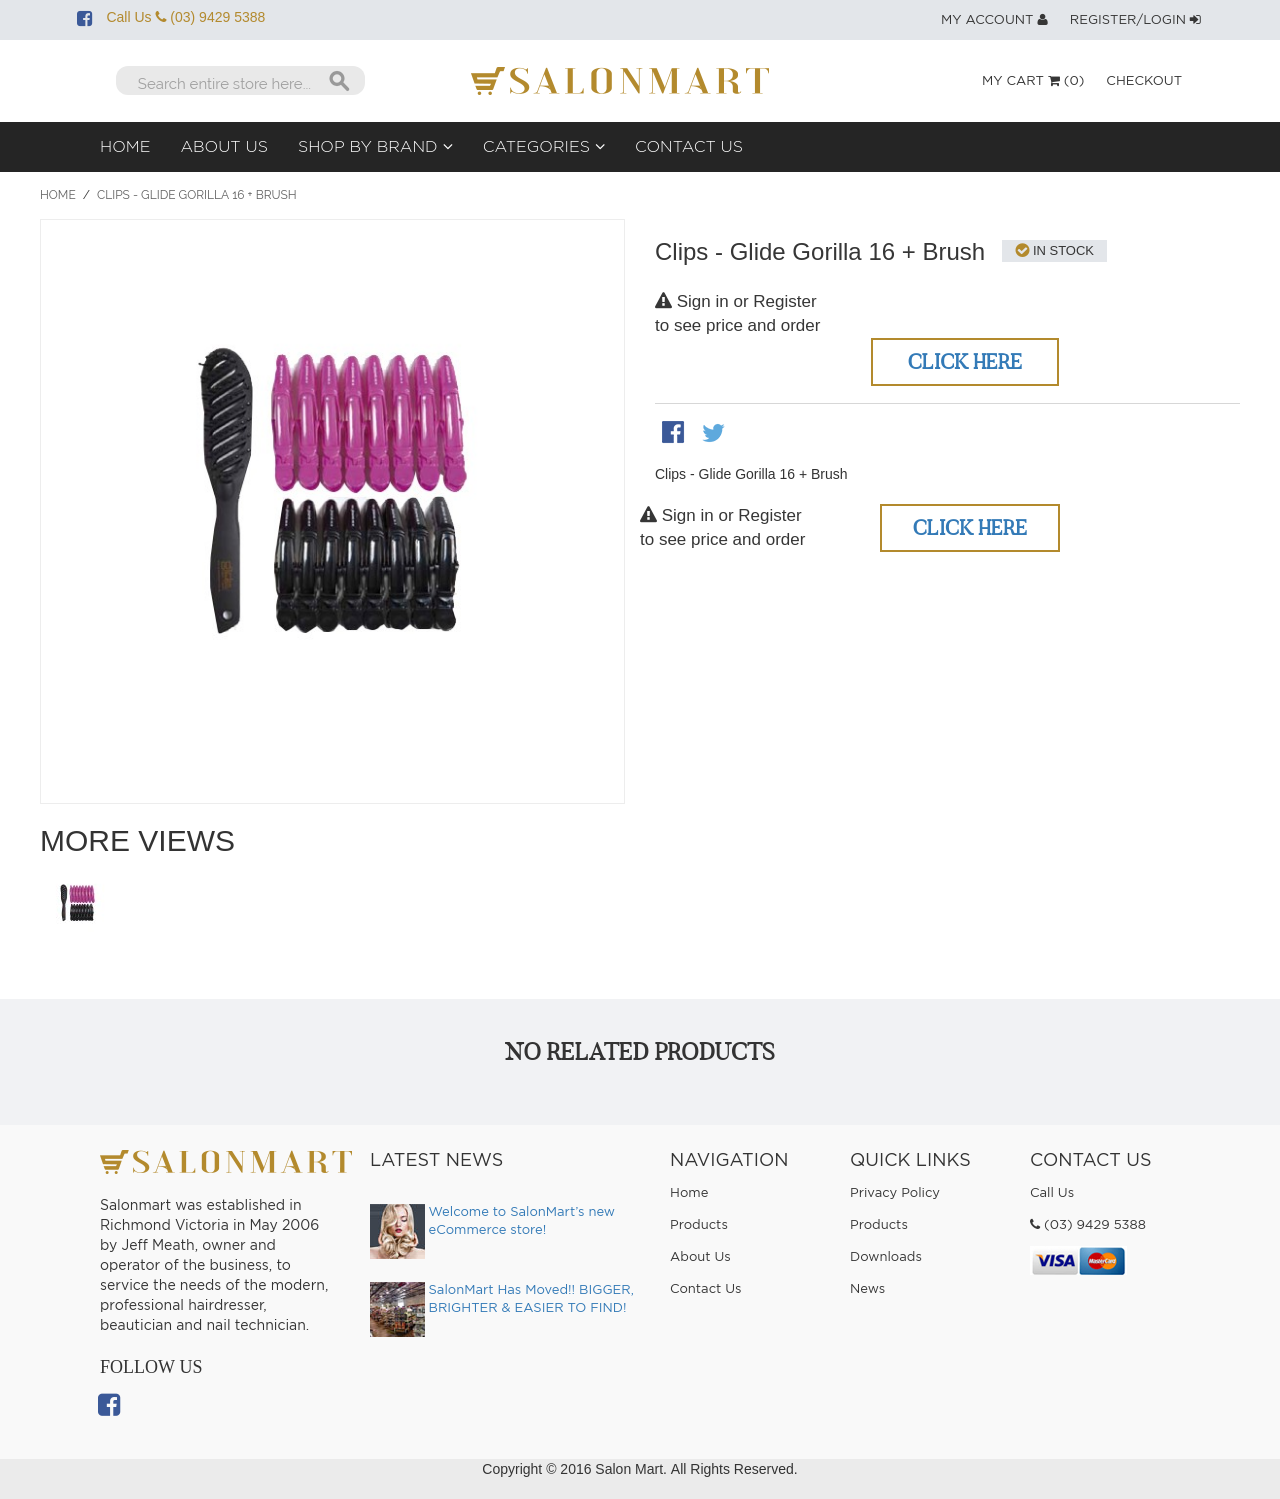 Call Us (03) 9429 5388
MY ACCOUNT
REGISTER/LOGIN
Search entire store here...
SALONMART
MY CART (0)
CHECKOUT
HOME
ABOUT US
SHOP BY BRAND
CATEGORIES
CONTACT US
HOME / CLIPS - GLIDE GORILLA 16 + BRUSH
Clips - Glide Gorilla 16 + Brush
IN STOCK
Sign in or Register
to see price and order
CLICK HERE
Clips - Glide Gorilla 16 + Brush
Sign in or Register
to see price and order
CLICK HERE
glide
MORE VIEWS
NO RELATED PRODUCTS
SALONMART
Salonmart was established in
Richmond Victoria in May 2006
by Jeff Meath, owner and
operator of the business, to
service the needs of the modern,
professional hairdresser,
beautician and nail technician.
FOLLOW US
LATEST NEWS
Welcome to SalonMart's new
eCommerce store!
SalonMart Has Moved!! BIGGER,
BRIGHTER & EASIER TO FIND!
NAVIGATION
Home
Products
About Us
Contact Us
QUICK LINKS
Privacy Policy
Products
Downloads
News
CONTACT US
Call Us
(03) 9429 5388
VISA
MasterCard
Copyright © 2016 Salon Mart. All Rights Reserved.